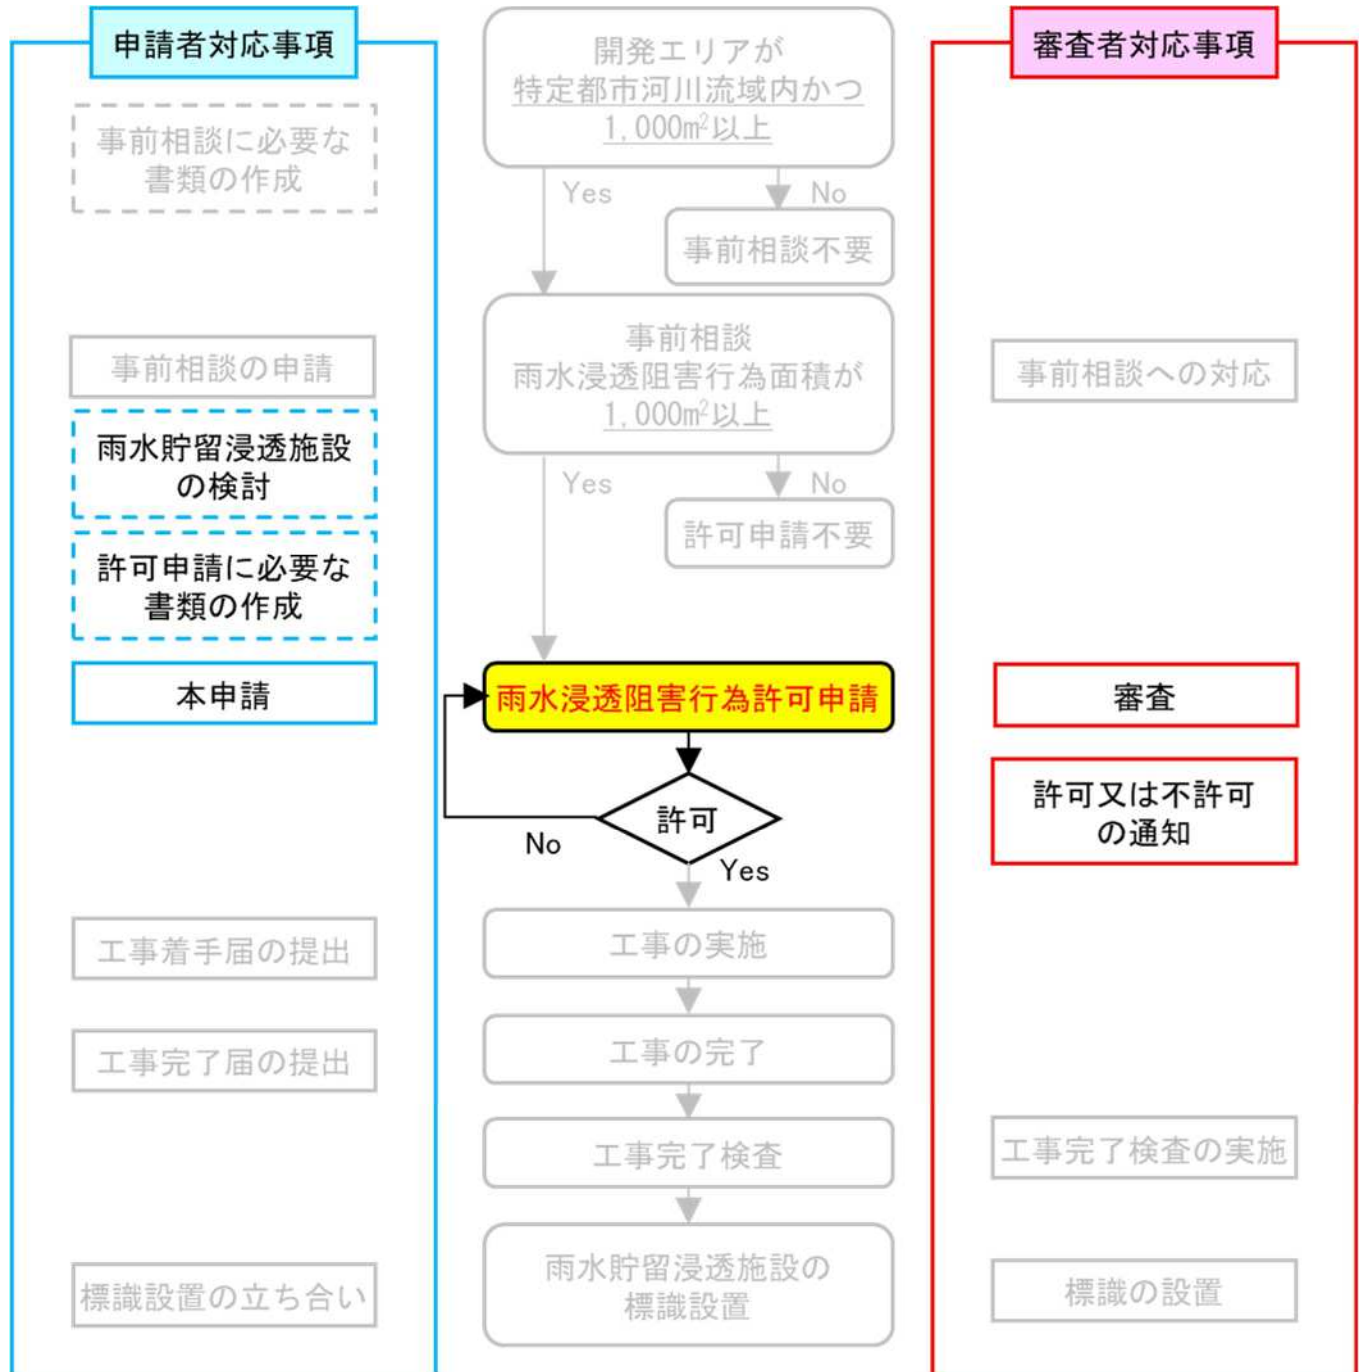 申請者対応事項
事前相談に必要な
書類の作成
事前相談の申請
雨水貯留浸透施設
の検討
許可申請に必要な
書類の作成
本申請
工事着手届の提出
工事完了届の提出
標識設置の立ち合い
開発エリアが
特定都市河川流域内かつ
1,000m²以上
Yes
No
事前相談不要
事前相談
雨水浸透阻害行為面積が
1,000m²以上
Yes
No
許可申請不要
雨水浸透阻害行為許可申請
許可
No
Yes
工事の実施
工事の完了
工事完了検査
雨水貯留浸透施設の
標識設置
審査者対応事項
事前相談への対応
審査
許可又は不許可
の通知
工事完了検査の実施
標識の設置